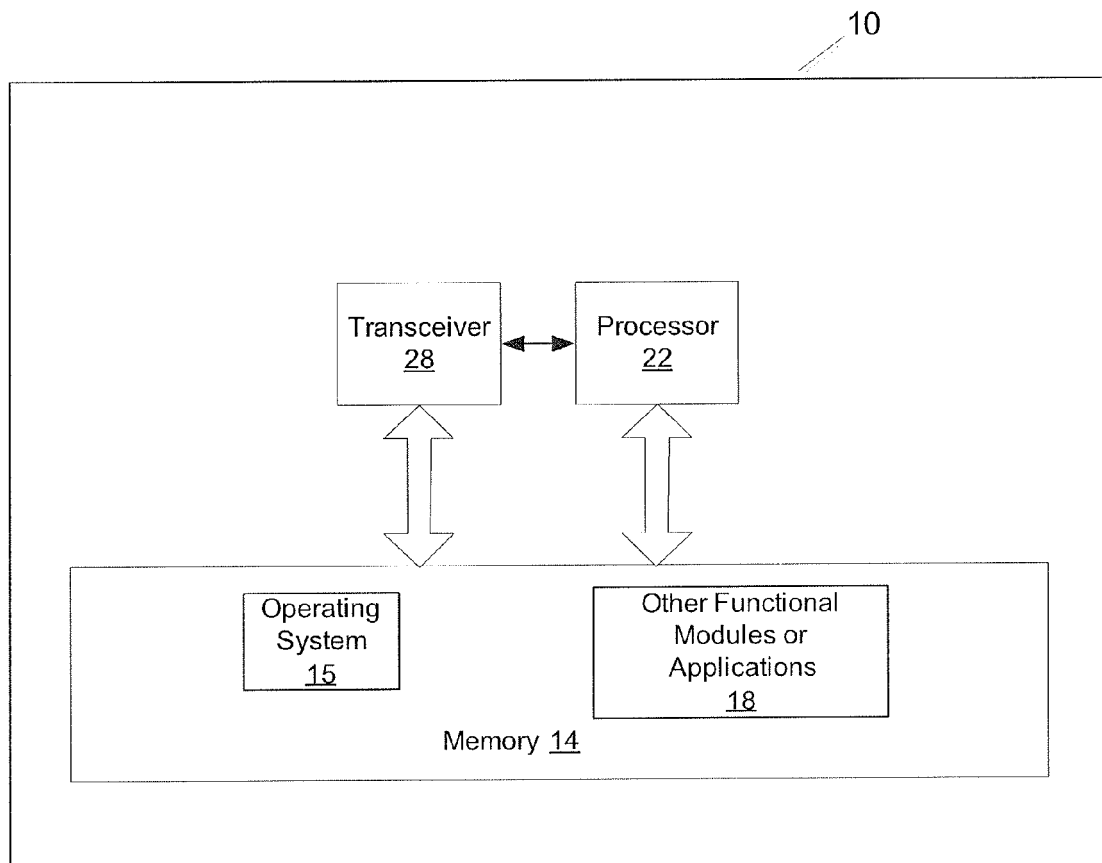 10
Transceiver
28
Processor
22
Operating
System
15
Other Functional
Modules or
Applications
18
Memory 14